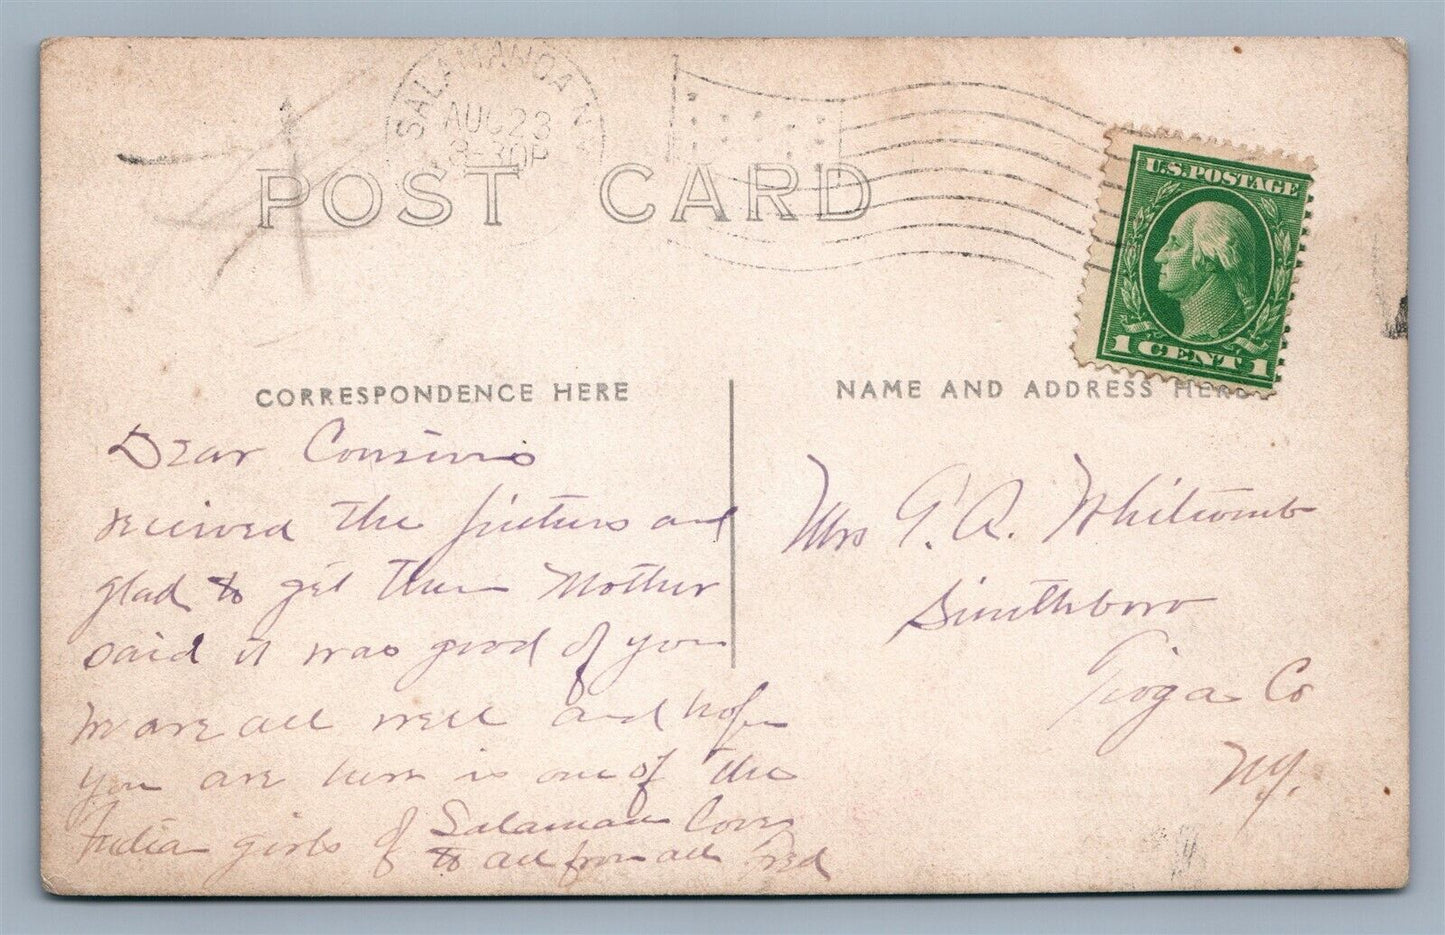 SALAMANCA N.Y.
AUG 23
8-30P
POST CARD
U.S. POSTAGE
1 CENT 1
CORRESPONDENCE HERE
NAME AND ADDRESS HERE
Dear Cousins
received the pictures and
glad to get them Mother
said it was good of you
We are all well and hope
you are here is one of the
Indian girls of Salamanca
to all from all Fred
Mrs G. A. Whitcomb
Smithboro
Tioga Co
N.Y.